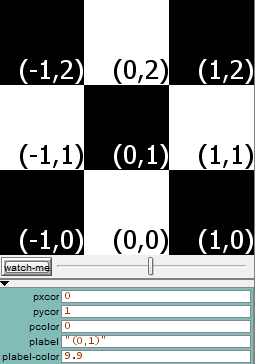 (-1,2) (0,2) (1,2)
(-1,1) (0,1) (1,1)
(-1,0) (0,0) (1,0)
watch-me
pxcor 0
pycor 1
pcolor 0
plabel "(0,1)"
plabel-color 9.9